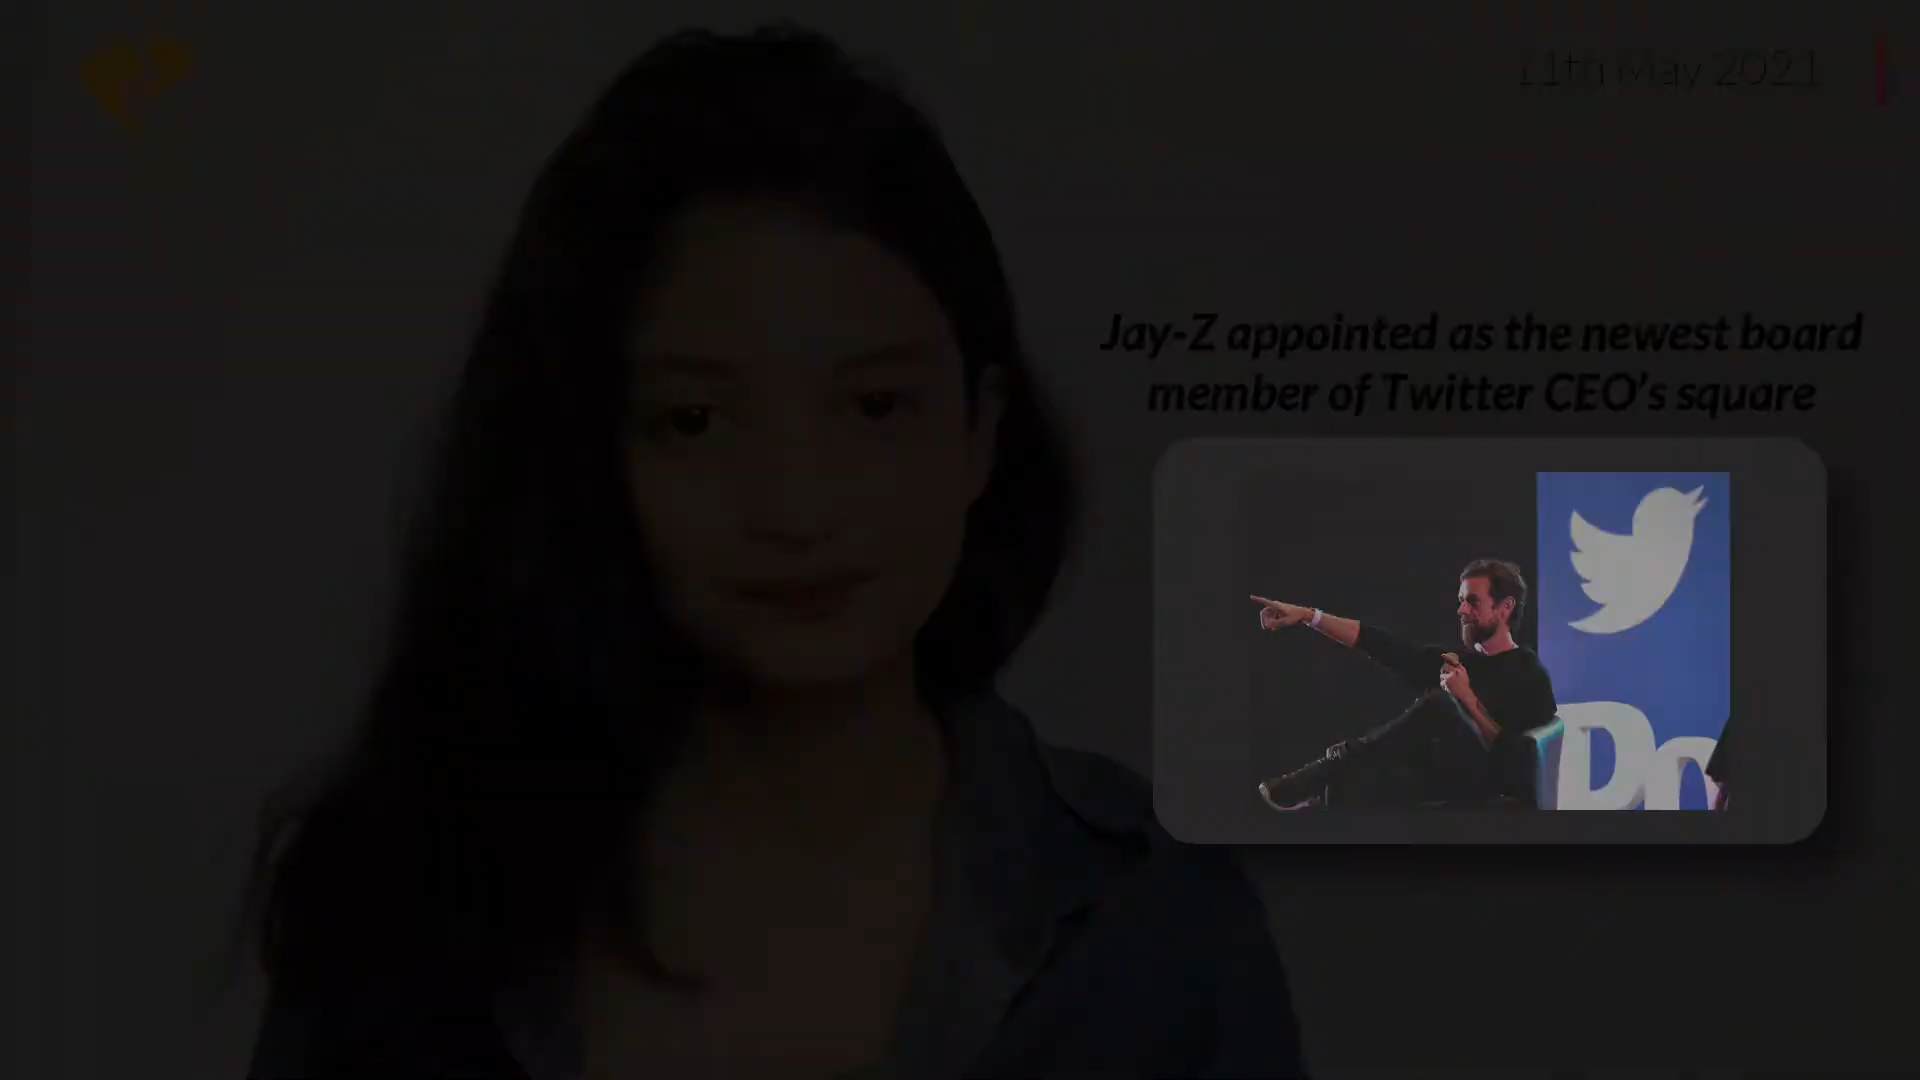 11th May 2021
Jay-Z appointed as the newest board
member of Twitter CEO's square